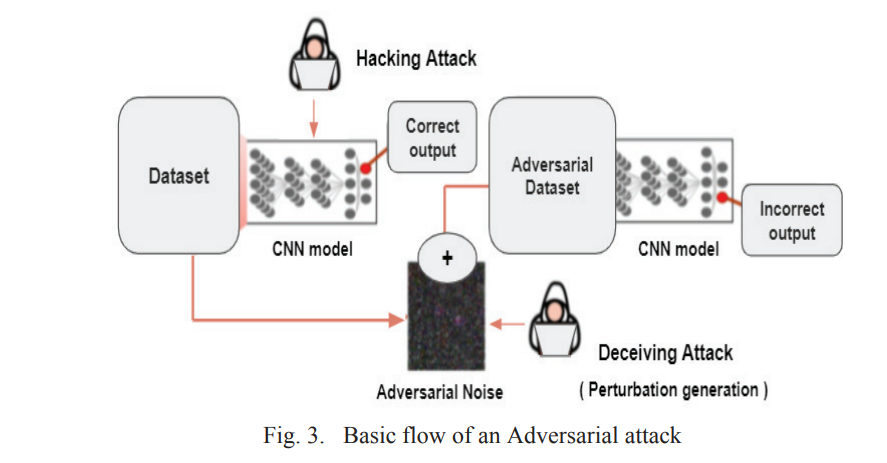 Hacking Attack
Correct
output
Dataset
Adversarial
Dataset
Incorrect
output
CNN model
CNN model
+
Deceiving Attack
( Perturbation generation )
Adversarial Noise
Fig. 3. Basic flow of an Adversarial attack